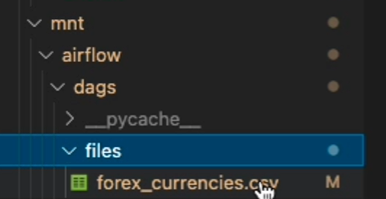 mnt
airflow
dags
__pycache__
files
forex_currencies.csv M